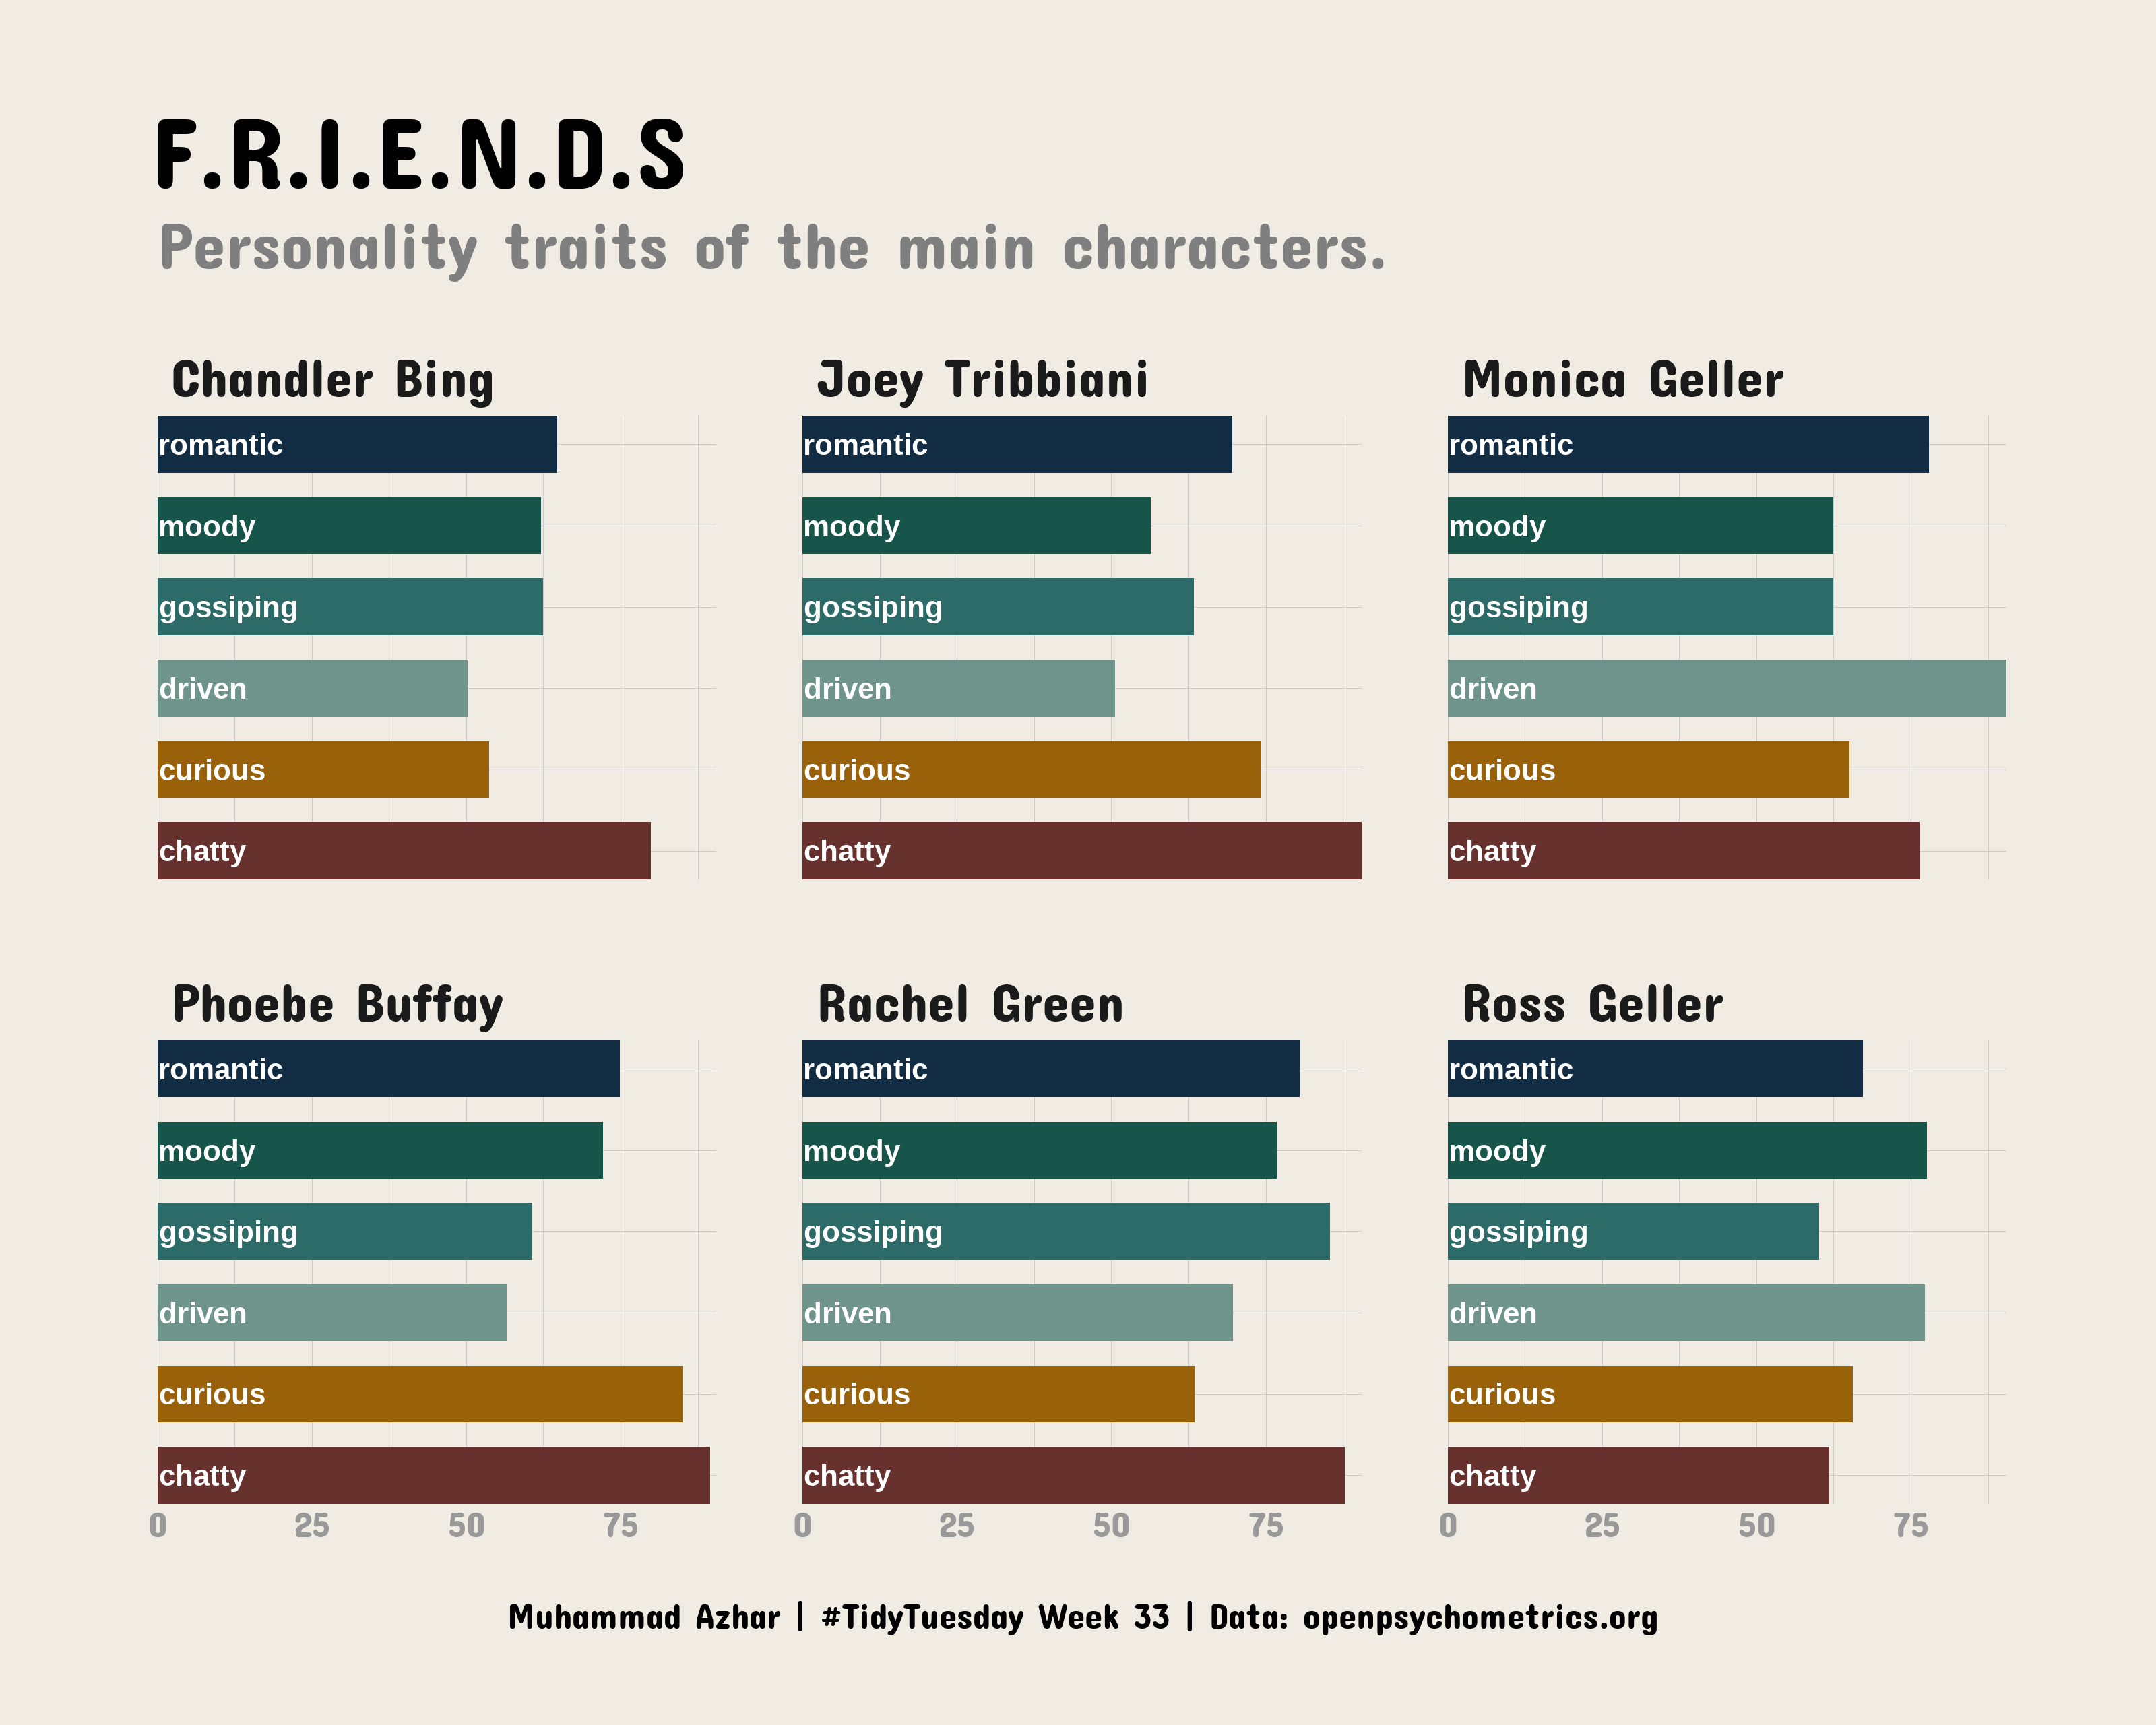 F.R.I.E.N.D.S
Personality traits of the main characters.
Chandler Bing
romantic
moody
gossiping
driven
curious
chatty
Joey Tribbiani
romantic
moody
gossiping
driven
curious
chatty
Monica Geller
romantic
moody
gossiping
driven
curious
chatty
Phoebe Buffay
romantic
moody
gossiping
driven
curious
chatty
0 25 50 75
Rachel Green
romantic
moody
gossiping
driven
curious
chatty
0 25 50 75
Ross Geller
romantic
moody
gossiping
driven
curious
chatty
0 25 50 75
Muhammad Azhar | #TidyTuesday Week 33 | Data: openpsychometrics.org